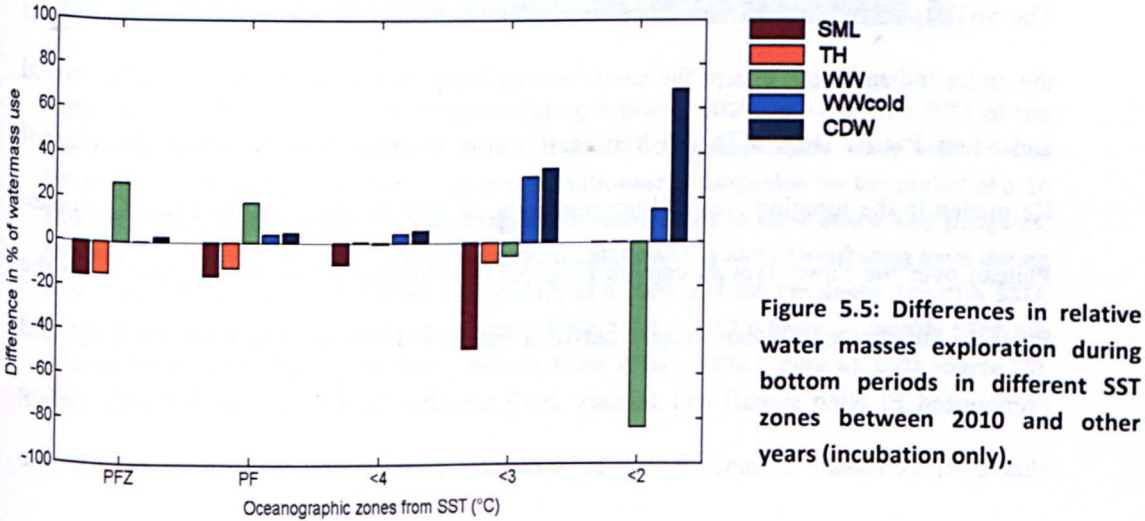 100
80
60
40
20
0
-20
-40
-60
-80
-100
Difference in % of watermass use
PFZ
PF
<4
<3
<2
Oceanographic zones from SST (°C)
SML
TH
WW
WWcold
CDW
Figure 5.5: Differences in relative
water masses exploration during
bottom periods in different SST
zones between 2010 and other
years (incubation only).